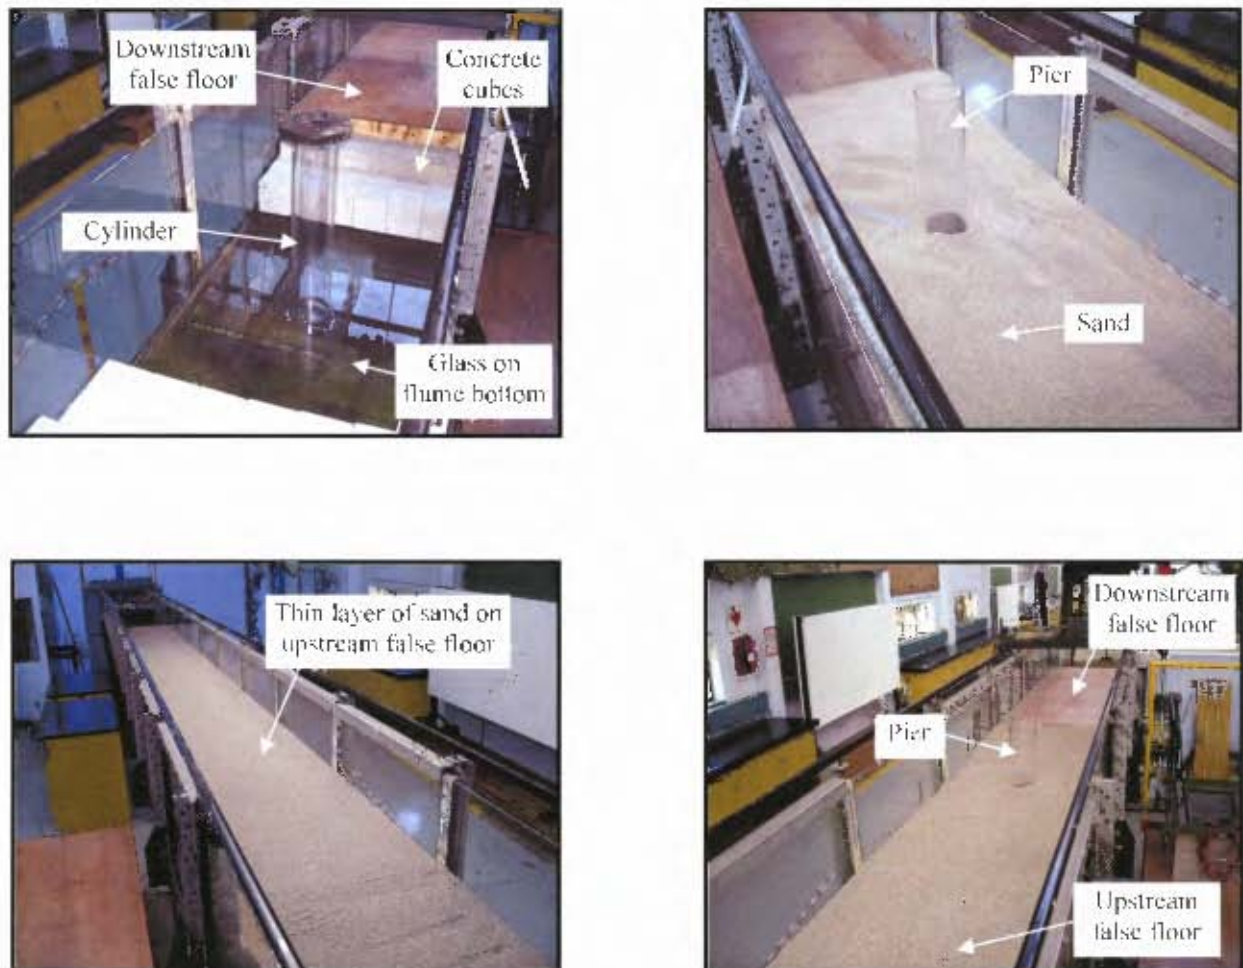 Downstream
false floor
Concrete
cubes
Cylinder
Glass on
flume bottom
Pier
Sand
Thin layer of sand on
upstream false floor
Downstream
false floor
Pier
Upstream
false floor